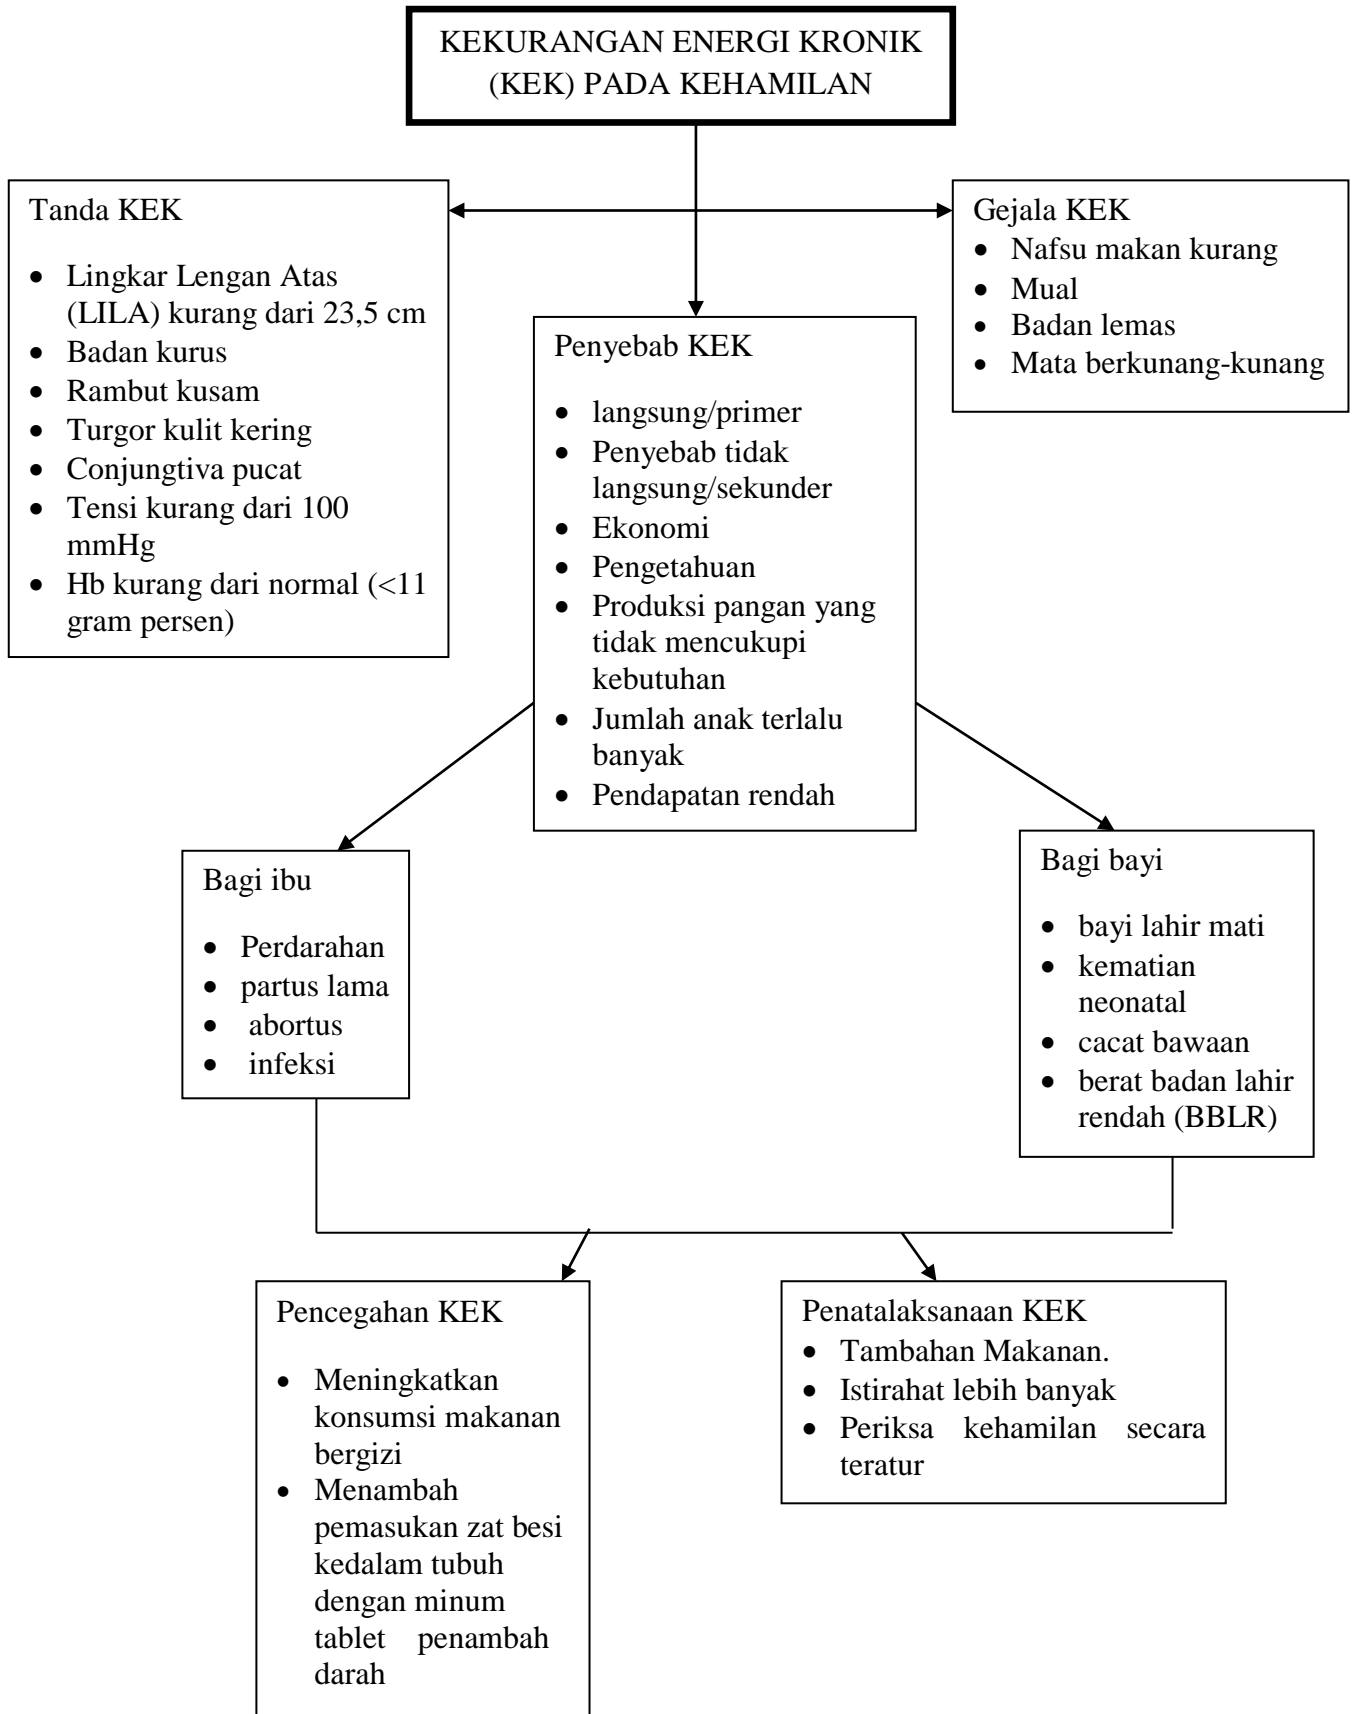 KEKURANGAN ENERGI KRONIK
(KEK) PADA KEHAMILAN
Tanda KEK
• Lingkar Lengan Atas
(LILA) kurang dari 23,5 cm
• Badan kurus
• Rambut kusam
• Turgor kulit kering
• Conjungtiva pucat
• Tensi kurang dari 100
mmHg
• Hb kurang dari normal (<11
gram persen)
Gejala KEK
• Nafsu makan kurang
• Mual
• Badan lemas
• Mata berkunang-kunang
Penyebab KEK
• langsung/primer
• Penyebab tidak
langsung/sekunder
• Ekonomi
• Pengetahuan
• Produksi pangan yang
tidak mencukupi
kebutuhan
• Jumlah anak terlalu
banyak
• Pendapatan rendah
Bagi ibu
• Perdarahan
• partus lama
• abortus
• infeksi
Bagi bayi
• bayi lahir mati
• kematian
neonatal
• cacat bawaan
• berat badan lahir
rendah (BBLR)
Pencegahan KEK
• Meningkatkan
konsumsi makanan
bergizi
• Menambah
pemasukan zat besi
kedalam tubuh
dengan minum
tablet penambah
darah
Penatalaksanaan KEK
• Tambahan Makanan.
• Istirahat lebih banyak
• Periksa kehamilan secara
teratur